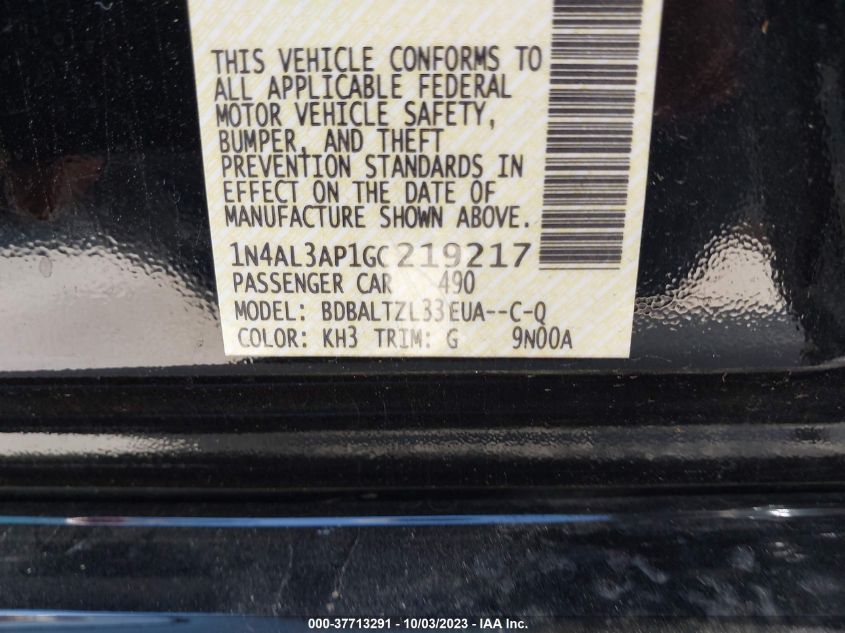 THIS VEHICLE CONFORMS TO
ALL APPLICABLE FEDERAL
MOTOR VEHICLE SAFETY,
BUMPER, AND THEFT
PREVENTION STANDARDS IN
EFFECT ON THE DATE OF
MANUFACTURE SHOWN ABOVE.
1N4AL3AP1GC219217
PASSENGER CAR 490
MODEL: BDBALTZL33EUA--C-Q
COLOR: KH3 TRIM: G 9N00A
000-37713291 - 10/03/2023 - IAA Inc.